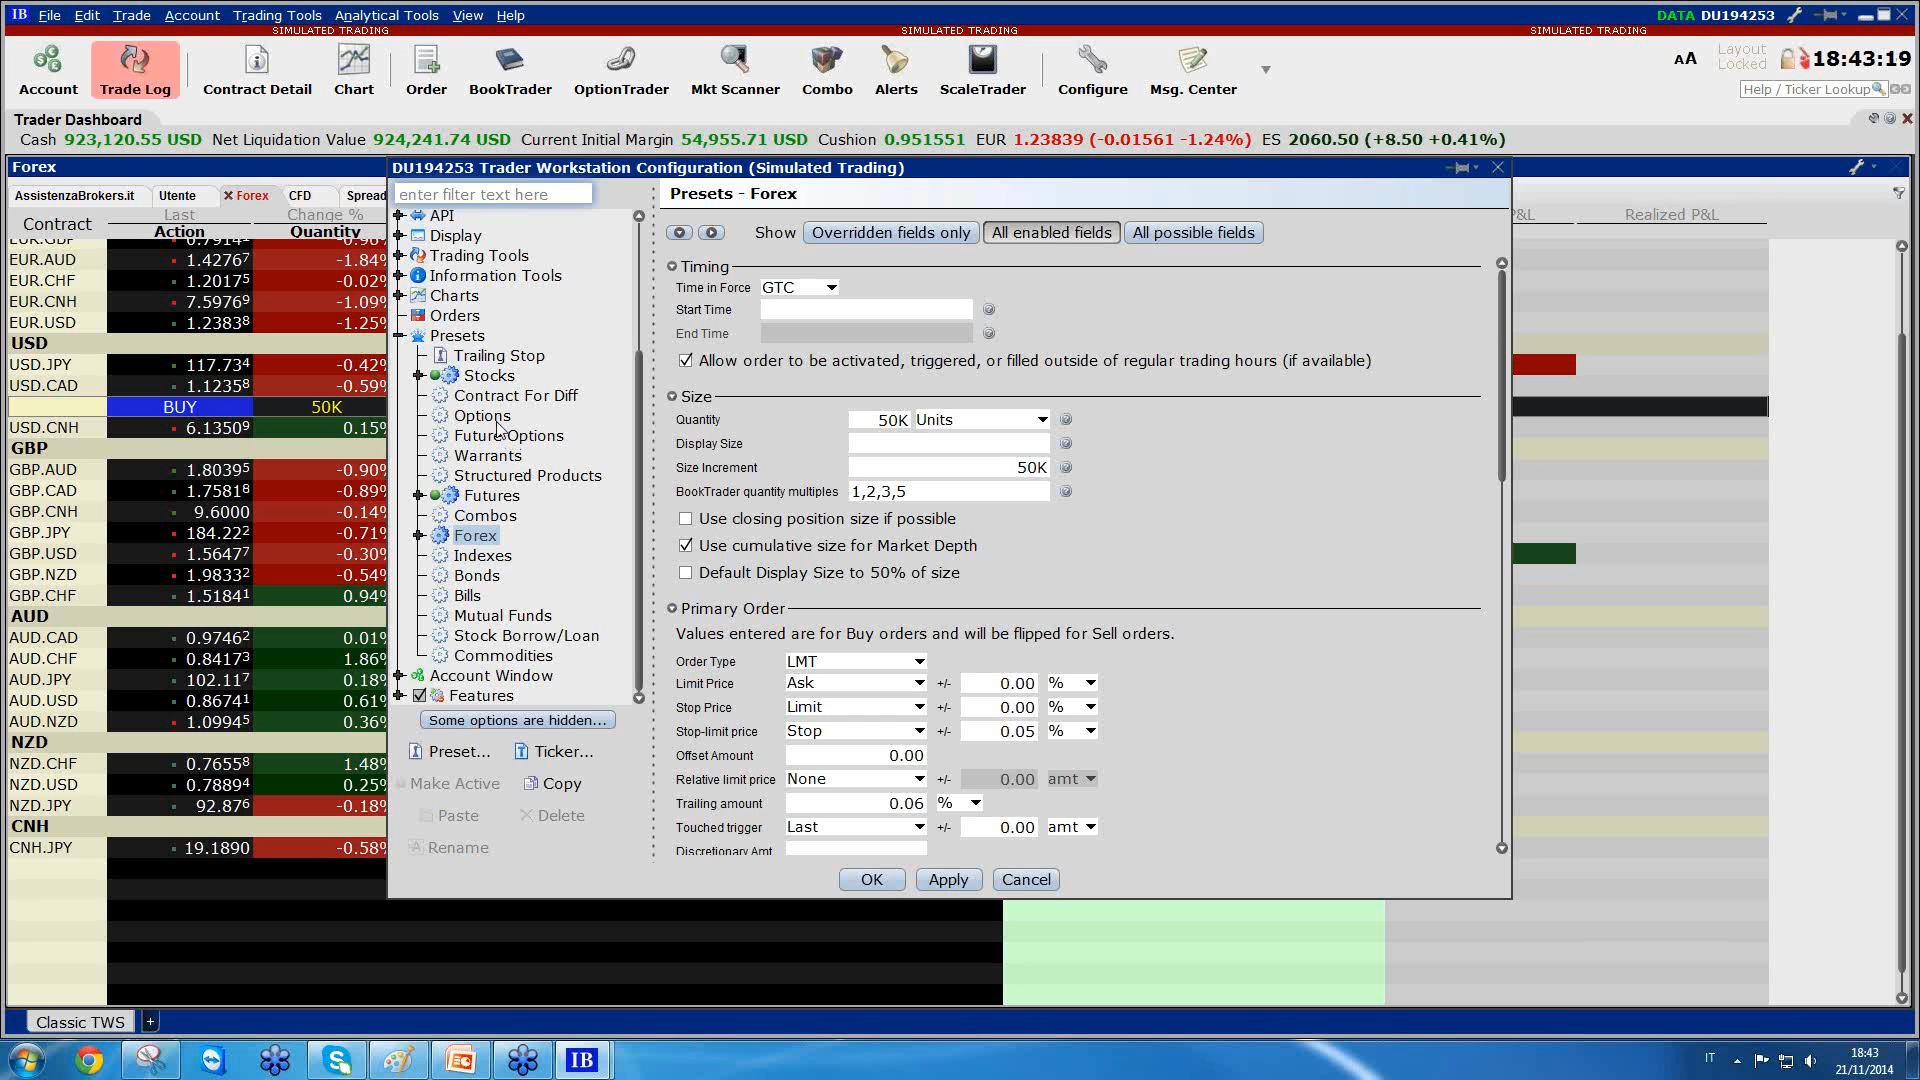 IB File Edit Trade Account Trading Tools Analytical Tools View Help DATA DU194253
SIMULATED TRADING SIMULATED TRADING SIMULATED TRADING
Account Trade Log Contract Detail Chart Order BookTrader OptionTrader Mkt Scanner Combo Alerts ScaleTrader Configure Msg. Center
AA Layout Locked 18:43:19
Help / Ticker Lookup
Trader Dashboard
Cash 923,120.55 USD Net Liquidation Value 924,241.74 USD Current Initial Margin 54,955.71 USD Cushion 0.951551 EUR 1.23839 (-0.01561 -1.24%) ES 2060.50 (+8.50 +0.41%)
Forex
AssistenzaBrokers.it Utente Forex CFD Spread
Contract Last Change %
Action Quantity
EUR.GBP 0.7914¹ -0.96%
EUR.AUD 1.4276⁷ -1.84%
EUR.CHF 1.2017⁵ -0.02%
EUR.CNH 7.5976⁹ -1.09%
EUR.USD 1.2383⁸ -1.25%
USD
USD.JPY 117.73⁴ -0.42%
USD.CAD 1.1235⁸ -0.59%
BUY 50K
USD.CNH 6.1350⁹ 0.15%
GBP
GBP.AUD 1.8039⁵ -0.90%
GBP.CAD 1.7581⁸ -0.89%
GBP.CNH 9.6000 -0.14%
GBP.JPY 184.22² -0.71%
GBP.USD 1.5647⁷ -0.30%
GBP.NZD 1.9833² -0.54%
GBP.CHF 1.5184¹ 0.94%
AUD
AUD.CAD 0.9746² 0.01%
AUD.CHF 0.8417³ 1.86%
AUD.JPY 102.11⁷ 0.18%
AUD.USD 0.8674¹ 0.61%
AUD.NZD 1.0994⁵ 0.36%
NZD
NZD.CHF 0.7655⁸ 1.48%
NZD.USD 0.7889⁴ 0.25%
NZD.JPY 92.87⁶ -0.18%
CNH
CNH.JPY 19.1890 -0.58%
DU194253 Trader Workstation Configuration (Simulated Trading)
enter filter text here
API
Display
Trading Tools
Information Tools
Charts
Orders
Presets
Trailing Stop
Stocks
Contract For Diff
Options
Future Options
Warrants
Structured Products
Futures
Combos
Forex
Indexes
Bonds
Bills
Mutual Funds
Stock Borrow/Loan
Commodities
Account Window
Features
Some options are hidden...
Preset... Ticker...
Make Active Copy
Paste Delete
Rename
Presets - Forex
Show Overridden fields only All enabled fields All possible fields
Timing
Time in Force GTC
Start Time
End Time
Allow order to be activated, triggered, or filled outside of regular trading hours (if available)
Size
Quantity 50K Units
Display Size
Size Increment 50K
BookTrader quantity multiples 1,2,3,5
Use closing position size if possible
Use cumulative size for Market Depth
Default Display Size to 50% of size
Primary Order
Values entered are for Buy orders and will be flipped for Sell orders.
Order Type LMT
Limit Price Ask +/- 0.00 %
Stop Price Limit +/- 0.00 %
Stop-limit price Stop +/- 0.05 %
Offset Amount 0.00
Relative limit price None +/- 0.00 amt
Trailing amount 0.06 %
Touched trigger Last +/- 0.00 amt
Discretionary Amt
OK Apply Cancel
P&L Realized P&L
Classic TWS +
IB
IT 18:43
21/11/2014